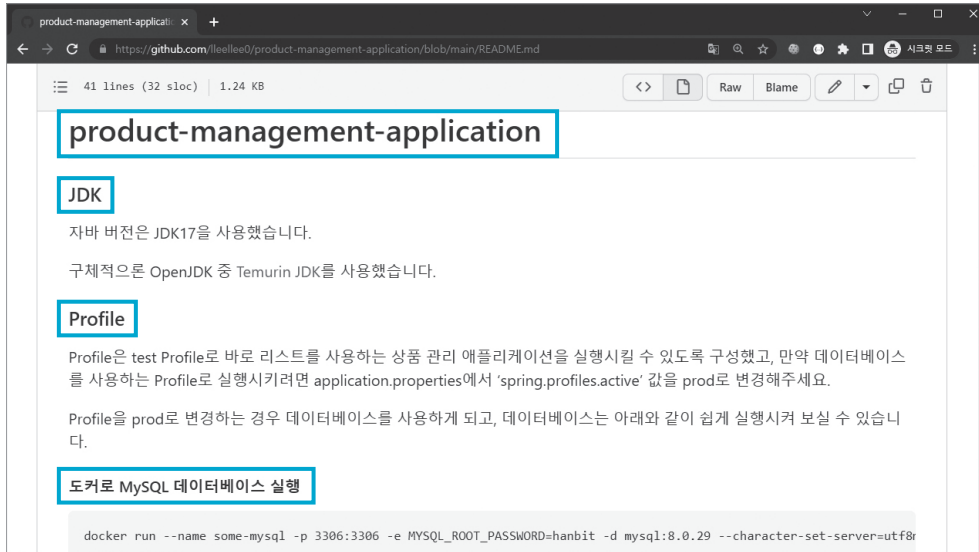 product-management-applicatio
https://github.com/lleellee0/product-management-application/blob/main/README.md
시크릿 모드
41 lines (32 sloc) 1.24 KB
Raw Blame
product-management-application
JDK
자바 버전은 JDK17을 사용했습니다.
구체적으론 OpenJDK 중 Temurin JDK를 사용했습니다.
Profile
Profile은 test Profile로 바로 리스트를 사용하는 상품 관리 애플리케이션을 실행시킬 수 있도록 구성했고, 만약 데이터베이스
를 사용하는 Profile로 실행시키려면 application.properties에서 ‘spring.profiles.active’ 값을 prod로 변경해주세요.
Profile을 prod로 변경하는 경우 데이터베이스를 사용하게 되고, 데이터베이스는 아래와 같이 쉽게 실행시켜 보실 수 있습니
다.
도커로 MySQL 데이터베이스 실행
docker run --name some-mysql -p 3306:3306 -e MYSQL_ROOT_PASSWORD=hanbit -d mysql:8.0.29 --character-set-server=utf8m